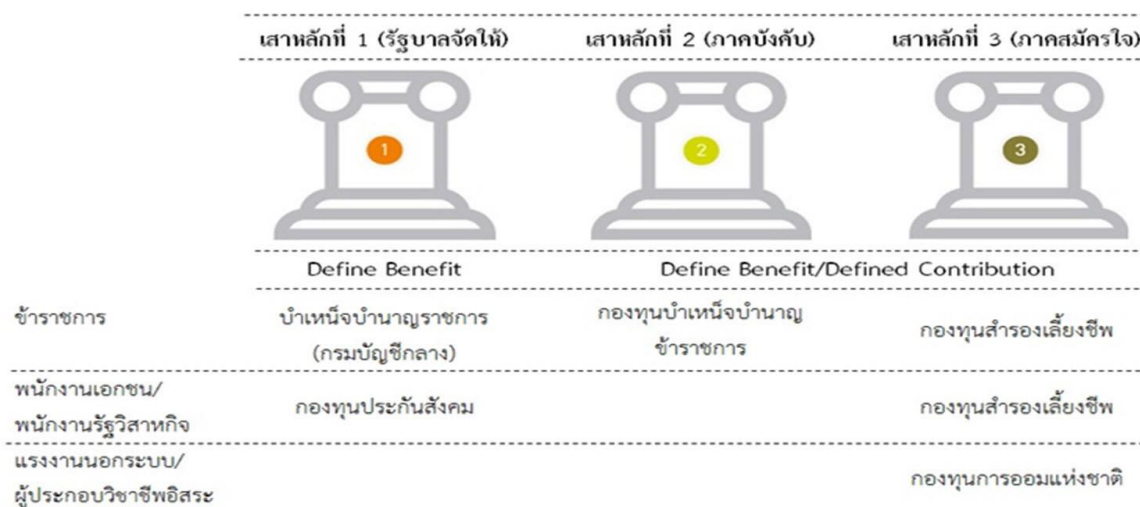 เสาหลักที่ 1 (รัฐบาลจัดให้) เสาหลักที่ 2 (ภาคบังคับ) เสาหลักที่ 3 (ภาคสมัครใจ)
1 2 3
Define Benefit Define Benefit/Defined Contribution
ข้าราชการ บำเหน็จบำนาญราชการ กองทุนบำเหน็จบำนาญ กองทุนสำรองเลี้ยงชีพ
(กรมบัญชีกลาง) ข้าราชการ
พนักงานเอกชน/ กองทุนประกันสังคม กองทุนสำรองเลี้ยงชีพ
พนักงานรัฐวิสาหกิจ
แรงงานนอกระบบ/ กองทุนการออมแห่งชาติ
ผู้ประกอบวิชาชีพอิสระ